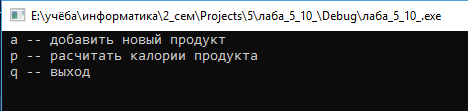 E:\учёба\информатика\2_сем\Projects\5\лаба_5_10_\Debug\лаба_5_10_.exe
a -- добавить новый продукт
p -- расчитать калории продукта
q -- выход